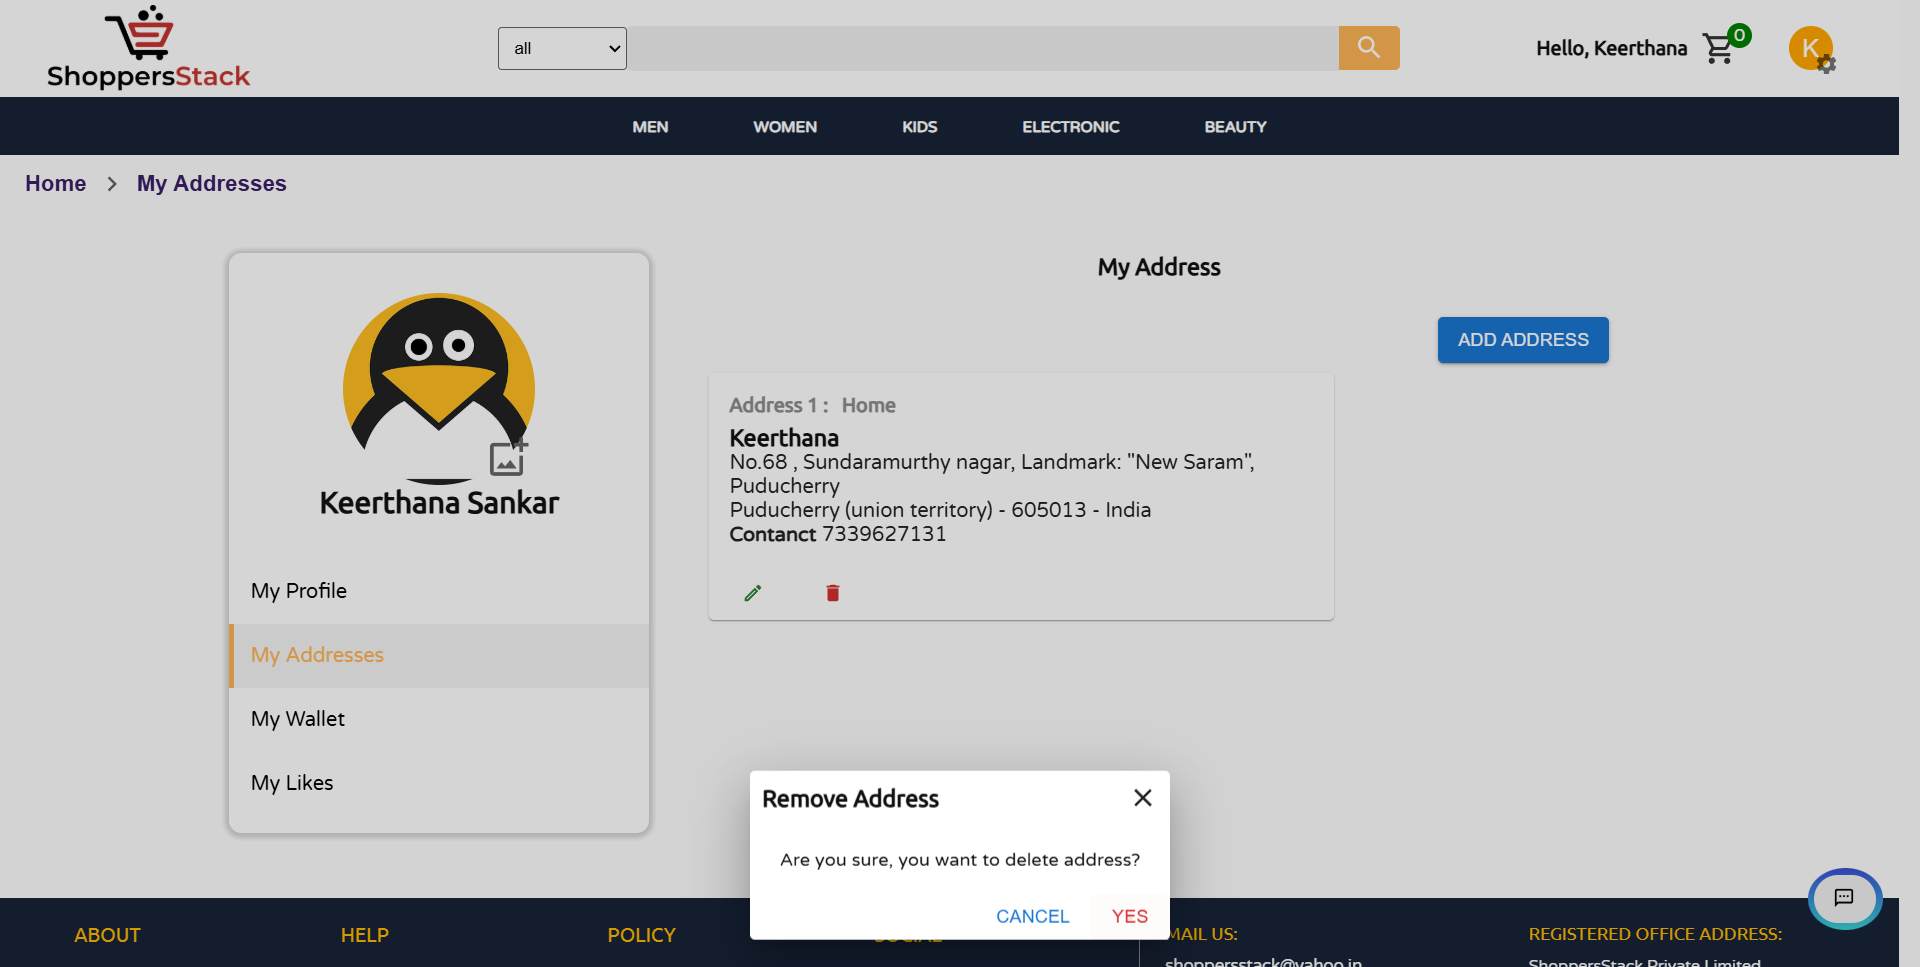 ShoppersStack
all
Hello, Keerthana
0
K
MEN
WOMEN
KIDS
ELECTRONIC
BEAUTY
Home
My Addresses
Keerthana Sankar
My Profile
My Addresses
My Wallet
My Likes
My Address
ADD ADDRESS
Address 1 : Home
Keerthana
No.68 , Sundaramurthy nagar, Landmark: "New Saram",
Puducherry
Puducherry (union territory) - 605013 - India
Contanct 7339627131
Remove Address
Are you sure, you want to delete address?
CANCEL
YES
ABOUT
HELP
POLICY
SOCIAL
MAIL US:
shoppersstack@yahoo.in
REGISTERED OFFICE ADDRESS:
ShoppersStack Private Limited